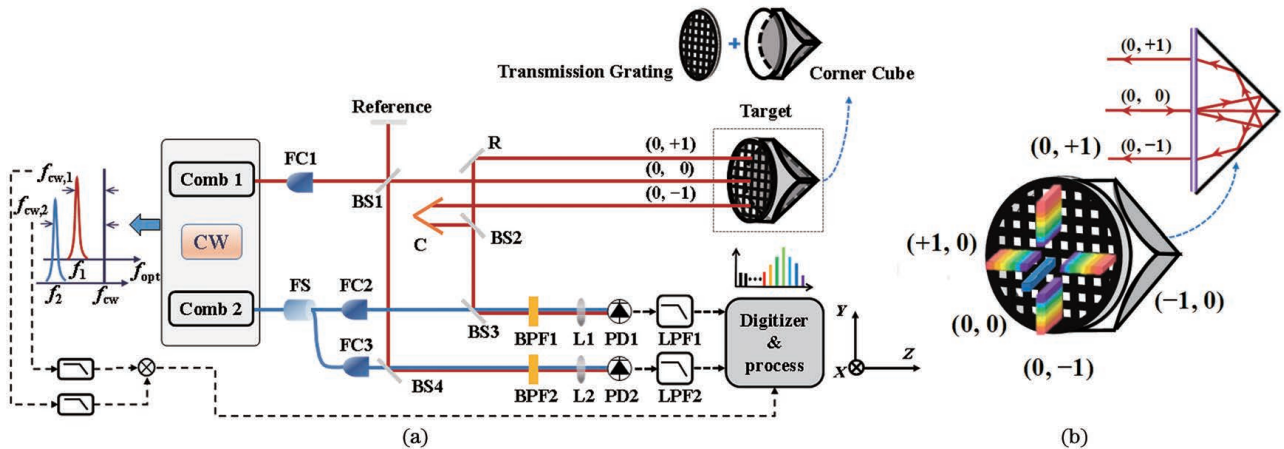 Transmission Grating
Corner Cube
Reference
Target
R
(0, +1)
(0, 0)
(0, −1)
FC1
Comb 1
BS1
BS2
C
CW
f_cw,1
f_cw,2
f_1
f_opt
f_2
f_cw
Comb 2
FS
FC2
FC3
BS3
BS4
BPF1
L1
PD1
LPF1
BPF2
L2
PD2
LPF2
Digitizer
&
process
Y
X
Z
(a)
(0, +1)
(0, 0)
(0, −1)
(0, +1)
(+1, 0)
(−1, 0)
(0, 0)
(0, −1)
(b)